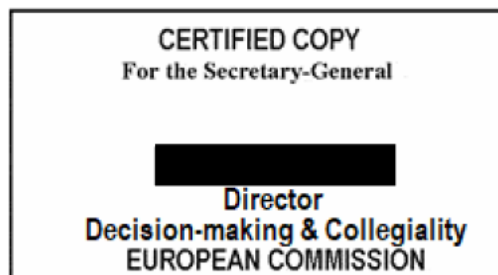 CERTIFIED COPY
For the Secretary-General
Director
Decision-making & Collegiality
EUROPEAN COMMISSION